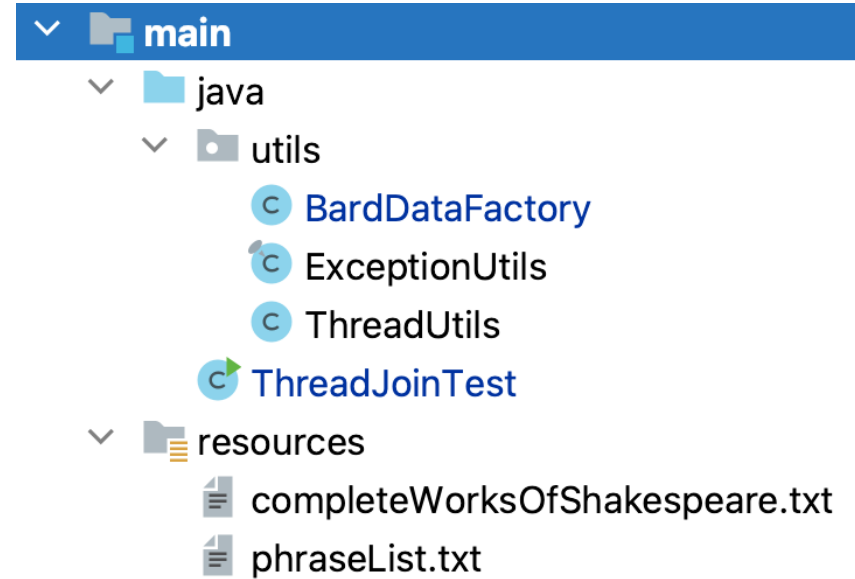 main
java
utils
C BardDataFactory
C ExceptionUtils
C ThreadUtils
C ThreadJoinTest
resources
completeWorksOfShakespeare.txt
phraseList.txt